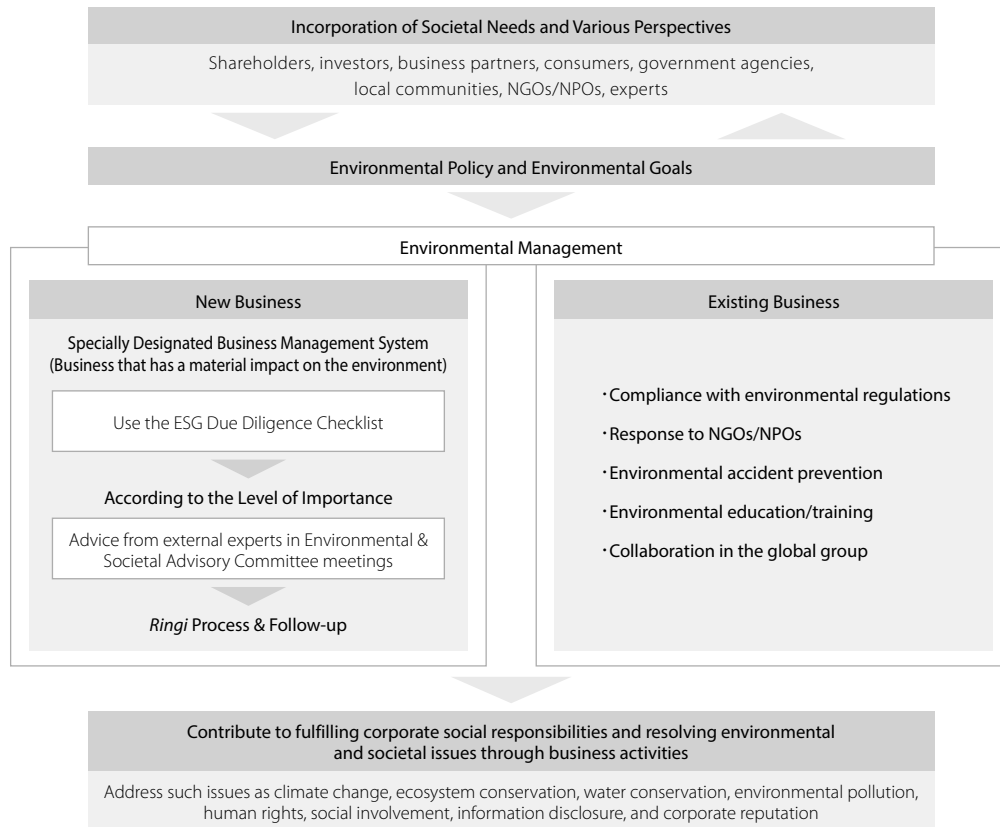 Incorporation of Societal Needs and Various Perspectives
Shareholders, investors, business partners, consumers, government agencies,
local communities, NGOs/NPOs, experts
Environmental Policy and Environmental Goals
Environmental Management
New Business
Specially Designated Business Management System
(Business that has a material impact on the environment)
Use the ESG Due Diligence Checklist
According to the Level of Importance
Advice from external experts in Environmental &
Societal Advisory Committee meetings
Ringi Process & Follow-up
Existing Business
・Compliance with environmental regulations
・Response to NGOs/NPOs
・Environmental accident prevention
・Environmental education/training
・Collaboration in the global group
Contribute to fulfilling corporate social responsibilities and resolving environmental
and societal issues through business activities
Address such issues as climate change, ecosystem conservation, water conservation, environmental pollution,
human rights, social involvement, information disclosure, and corporate reputation